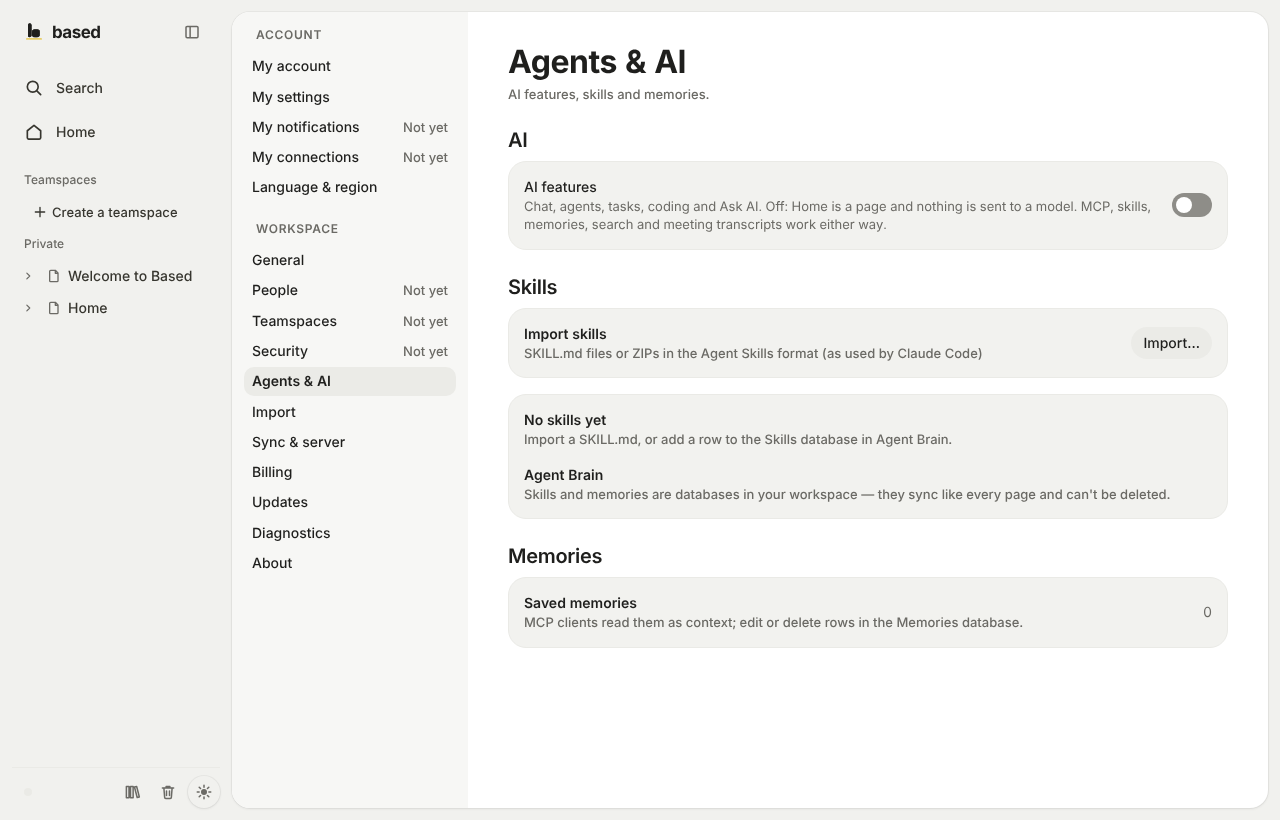 based
Search
Home
Teamspaces
Create a teamspace
Private
Welcome to Based
Home
ACCOUNT
My account
My settings
My notifications Not yet
My connections Not yet
Language & region
WORKSPACE
General
People Not yet
Teamspaces Not yet
Security Not yet
Agents & AI
Import
Sync & server
Billing
Updates
Diagnostics
About
Agents & AI
AI features, skills and memories.
AI
AI features
Chat, agents, tasks, coding and Ask AI. Off: Home is a page and nothing is sent to a model. MCP, skills,
memories, search and meeting transcripts work either way.
Skills
Import skills
SKILL.md files or ZIPs in the Agent Skills format (as used by Claude Code)
Import...
No skills yet
Import a SKILL.md, or add a row to the Skills database in Agent Brain.
Agent Brain
Skills and memories are databases in your workspace — they sync like every page and can't be deleted.
Memories
Saved memories
MCP clients read them as context; edit or delete rows in the Memories database.
0